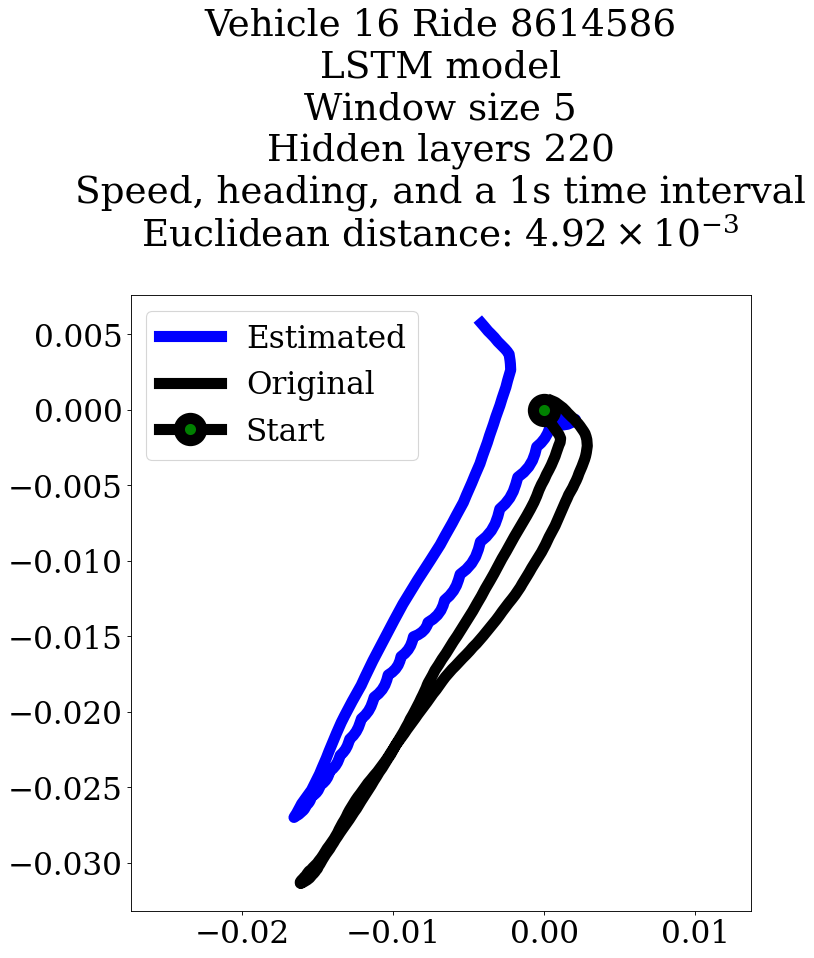 Vehicle 16 Ride 8614586
LSTM model
Window size 5
Hidden layers 220
Speed, heading, and a 1s time interval
Euclidean distance: 4.92 × 10⁻³
Estimated
Original
Start
0.005
0.000
−0.005
−0.010
−0.015
−0.020
−0.025
−0.030
−0.02 −0.01 0.00 0.01